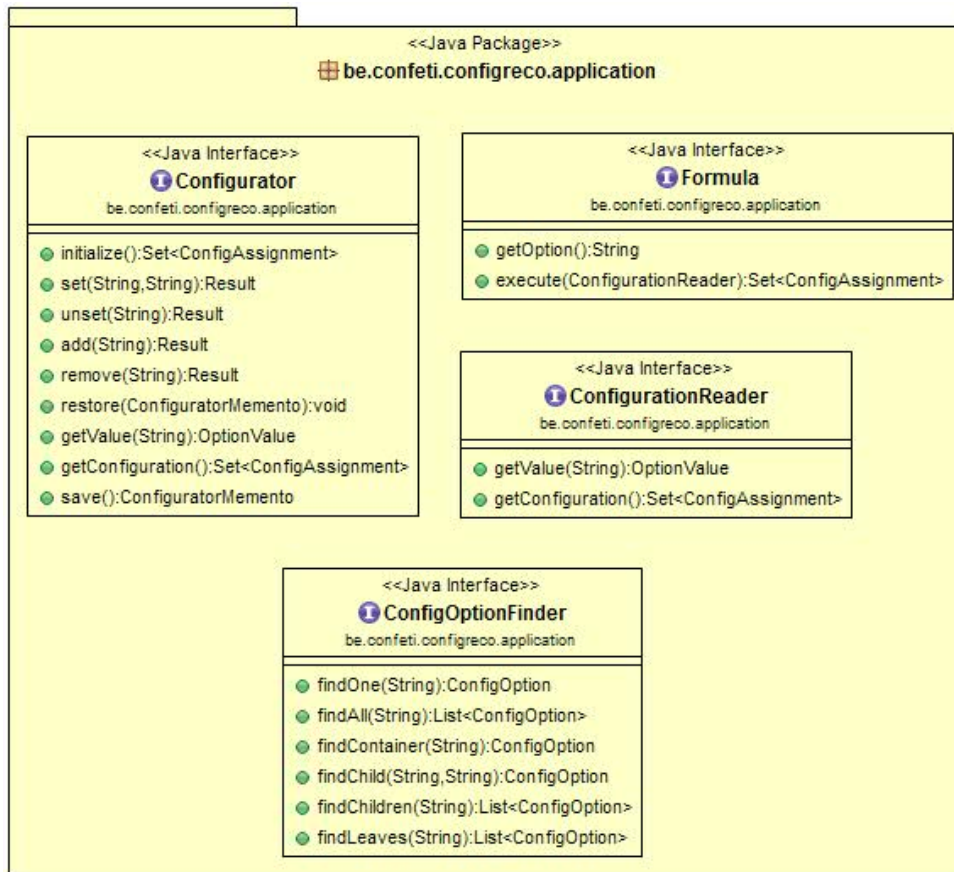 <<Java Package>>
be.confeti.configreco.application
<<Java Interface>>
Configurator
be.confeti.configreco.application
initialize():Set<ConfigAssignment>
set(String,String):Result
unset(String):Result
add(String):Result
remove(String):Result
restore(ConfiguratorMemento):void
getValue(String):OptionValue
getConfiguration():Set<ConfigAssignment>
save():ConfiguratorMemento
<<Java Interface>>
Formula
be.confeti.configreco.application
getOption():String
execute(ConfigurationReader):Set<ConfigAssignment>
<<Java Interface>>
ConfigurationReader
be.confeti.configreco.application
getValue(String):OptionValue
getConfiguration():Set<ConfigAssignment>
<<Java Interface>>
ConfigOptionFinder
be.confeti.configreco.application
findOne(String):ConfigOption
findAll(String):List<ConfigOption>
findContainer(String):ConfigOption
findChild(String,String):ConfigOption
findChildren(String):List<ConfigOption>
findLeaves(String):List<ConfigOption>